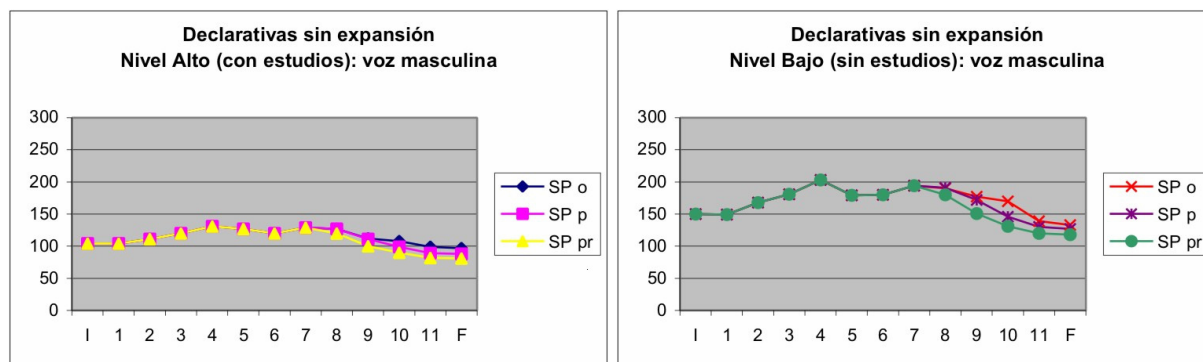 Declarativas sin expansión
Nivel Alto (con estudios): voz masculina
300
250
200
150
100
50
0
I 1 2 3 4 5 6 7 8 9 10 11 F
SP o
SP p
SP pr
Declarativas sin expansión
Nivel Bajo (sin estudios): voz masculina
300
250
200
150
100
50
0
I 1 2 3 4 5 6 7 8 9 10 11 F
SP o
SP p
SP pr